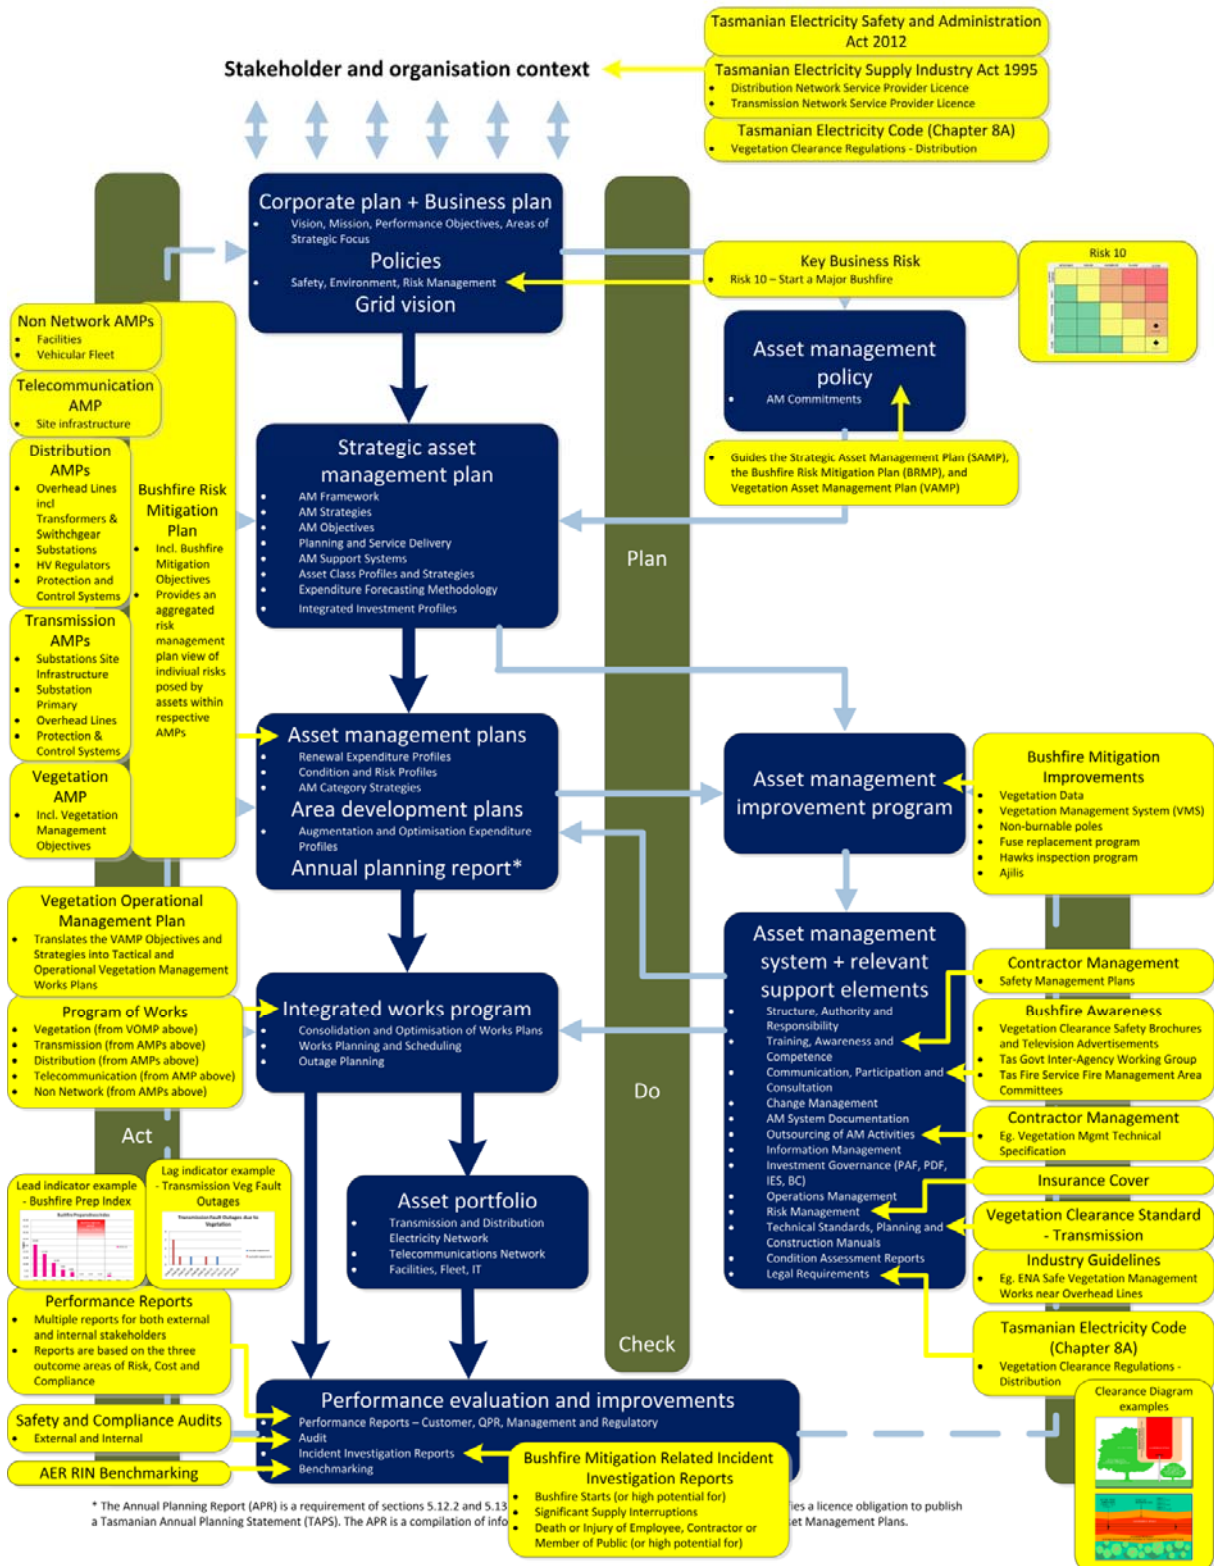 Tasmanian Electricity Safety and Administration
Act 2012
Stakeholder and organisation context
Tasmanian Electricity Supply Industry Act 1995
• Distribution Network Service Provider Licence
• Transmission Network Service Provider Licence
Tasmanian Electricity Code (Chapter 8A)
• Vegetation Clearance Regulations - Distribution
Corporate plan + Business plan
• Vision, Mission, Performance Objectives, Areas of
Strategic Focus
Policies
• Safety, Environment, Risk Management
Grid vision
Key Business Risk
• Risk 10 – Start a Major Bushfire
Risk 10
Asset management
policy
• AM Commitments
• Guides the Strategic Asset Management Plan (SAMP),
the Bushfire Risk Mitigation Plan (BRMP), and
Vegetation Asset Management Plan (VAMP)
Non Network AMPs
• Facilities
• Vehicular Fleet
Telecommunication
AMP
• Site infrastructure
Distribution
AMPs
• Overhead Lines
incl
Transformers &
Swithchgear
• Substations
• HV Regulators
• Protection and
Control Systems
Transmission
AMPs
• Substations Site
Infrastructure
• Substation
Primary
• Overhead Lines
• Protection &
Control Systems
Vegetation
AMP
• Incl. Vegetation
Management
Objectives
Bushfire Risk
Mitigation
Plan
• Incl. Bushfire
Mitigation
Objectives
• Provides an
aggregated
risk
management
plan view of
indiviual risks
posed by
assets within
respective
AMPs
Strategic asset
management plan
• AM Framework
• AM Strategies
• AM Objectives
• Planning and Service Delivery
• AM Support Systems
• Asset Class Profiles and Strategies
• Expenditure Forecasting Methodology
• Integrated Investment Profiles
Plan
Asset management plans
• Renewal Expenditure Profiles
• Condition and Risk Profiles
• AM Category Strategies
Area development plans
• Augmentation and Optimisation Expenditure
Profiles
Annual planning report*
Asset management
improvement program
Bushfire Mitigation
Improvements
• Vegetation Data
• Vegetation Management System (VMS)
• Non-burnable poles
• Fuse replacement program
• Hawks inspection program
• Ajilis
Vegetation Operational
Management Plan
• Translates the VAMP Objectives and
Strategies into Tactical and
Operational Vegetation Management
Works Plans
Program of Works
• Vegetation (from VOMP above)
• Transmission (from AMPs above)
• Distribution (from AMPs above)
• Telecommunication (from AMP above)
• Non Network (from AMPs above)
Integrated works program
• Consolidation and Optimisation of Works Plans
• Works Planning and Scheduling
• Outage Planning
Asset management
system + relevant
support elements
• Structure, Authority and
Responsibility
• Training, Awareness and
Competence
• Communication, Participation and
Consultation
• Change Management
• AM System Documentation
• Outsourcing of AM Activities
• Information Management
• Investment Governance (PAF, PDF,
IES, BC)
• Operations Management
• Risk Management
• Technical Standards, Planning and
Construction Manuals
• Condition Assessment Reports
• Legal Requirements
Contractor Management
• Safety Management Plans
Bushfire Awareness
• Vegetation Clearance Safety Brochures
and Television Advertisements
• Tas Govt Inter-Agency Working Group
• Tas Fire Service Fire Management Area
Committees
Contractor Management
• Eg. Vegetation Mgmt Technical
Specification
Insurance Cover
Vegetation Clearance Standard
- Transmission
Industry Guidelines
• Eg. ENA Safe Vegetation Management
Works near Overhead Lines
Tasmanian Electricity Code
(Chapter 8A)
• Vegetation Clearance Regulations -
Distribution
Clearance Diagram
examples
Do
Act
Check
Lead indicator example
- Bushfire Prep Index
Bushfire Preparedness Index
Lag indicator example
- Transmission Veg Fault
Outages
Transmission Fault Outages due to
Vegetation
Asset portfolio
• Transmission and Distribution
Electricity Network
• Telecommunications Network
• Facilities, Fleet, IT
Performance Reports
• Multiple reports for both external
and internal stakeholders
• Reports are based on the three
outcome areas of Risk, Cost and
Compliance
Safety and Compliance Audits
• External and Internal
AER RIN Benchmarking
Performance evaluation and improvements
• Performance Reports – Customer, QPR, Management and Regulatory
• Audit
• Incident Investigation Reports
• Benchmarking
Bushfire Mitigation Related Incident
Investigation Reports
• Bushfire Starts (or high potential for)
• Significant Supply Interruptions
• Death or Injury of Employee, Contractor or
Member of Public (or high potential for)
* The Annual Planning Report (APR) is a requirement of sections 5.12.2 and 5.13 fies a licence obligation to publish
a Tasmanian Annual Planning Statement (TAPS). The APR is a compilation of info et Management Plans.